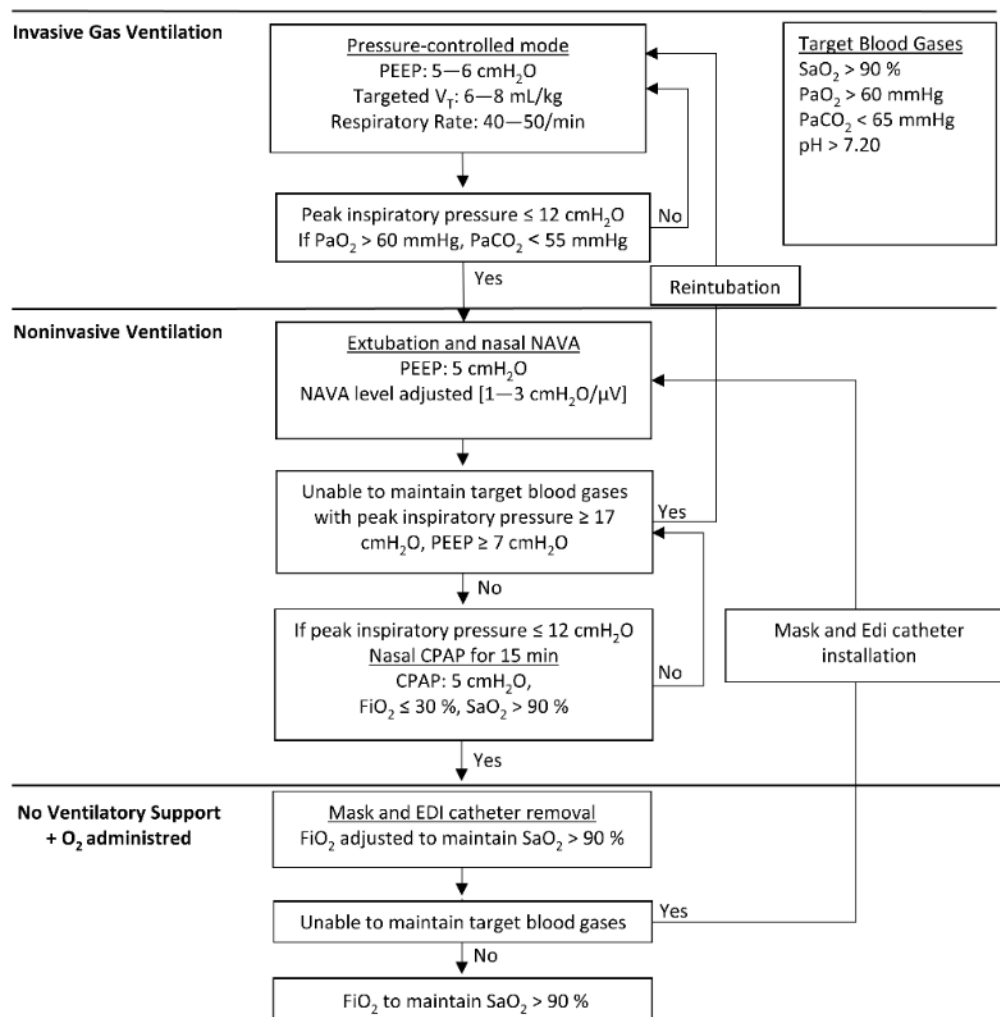 Invasive Gas Ventilation
Pressure-controlled mode
PEEP: 5—6 cmH₂O
Targeted V_T: 6—8 mL/kg
Respiratory Rate: 40—50/min
Target Blood Gases
SaO₂ > 90 %
PaO₂ > 60 mmHg
PaCO₂ < 65 mmHg
pH > 7.20
Peak inspiratory pressure ≤ 12 cmH₂O
If PaO₂ > 60 mmHg, PaCO₂ < 55 mmHg
No
Yes
Reintubation
Noninvasive Ventilation
Extubation and nasal NAVA
PEEP: 5 cmH₂O
NAVA level adjusted [1—3 cmH₂O/μV]
Unable to maintain target blood gases
with peak inspiratory pressure ≥ 17
cmH₂O, PEEP ≥ 7 cmH₂O
Yes
No
If peak inspiratory pressure ≤ 12 cmH₂O
Nasal CPAP for 15 min
CPAP: 5 cmH₂O,
FiO₂ ≤ 30 %, SaO₂ > 90 %
No
Mask and Edi catheter
installation
Yes
No Ventilatory Support
+ O₂ administred
Mask and EDI catheter removal
FiO₂ adjusted to maintain SaO₂ > 90 %
Unable to maintain target blood gases
Yes
No
FiO₂ to maintain SaO₂ > 90 %